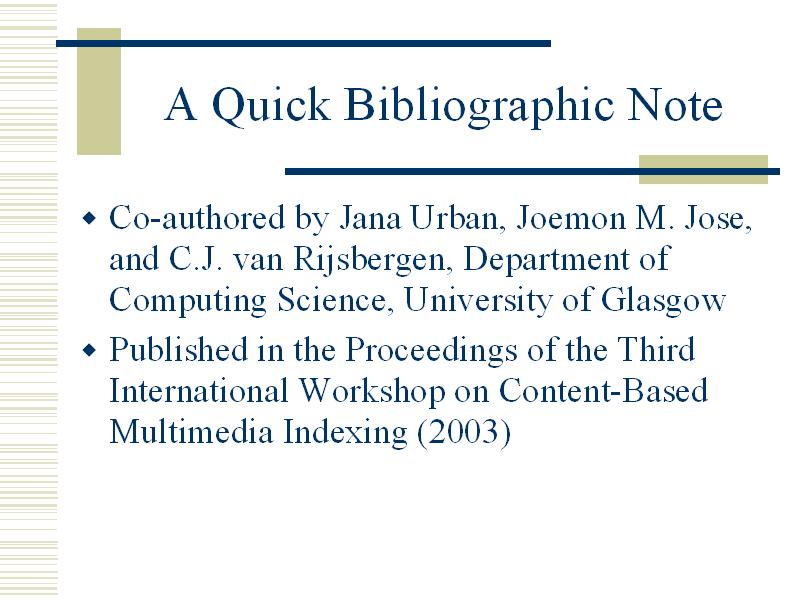 A Quick Bibliographic Note
Co-authored by Jana Urban, Joemon M. Jose,
and C.J. van Rijsbergen, Department of
Computing Science, University of Glasgow
Published in the Proceedings of the Third
International Workshop on Content-Based
Multimedia Indexing (2003)